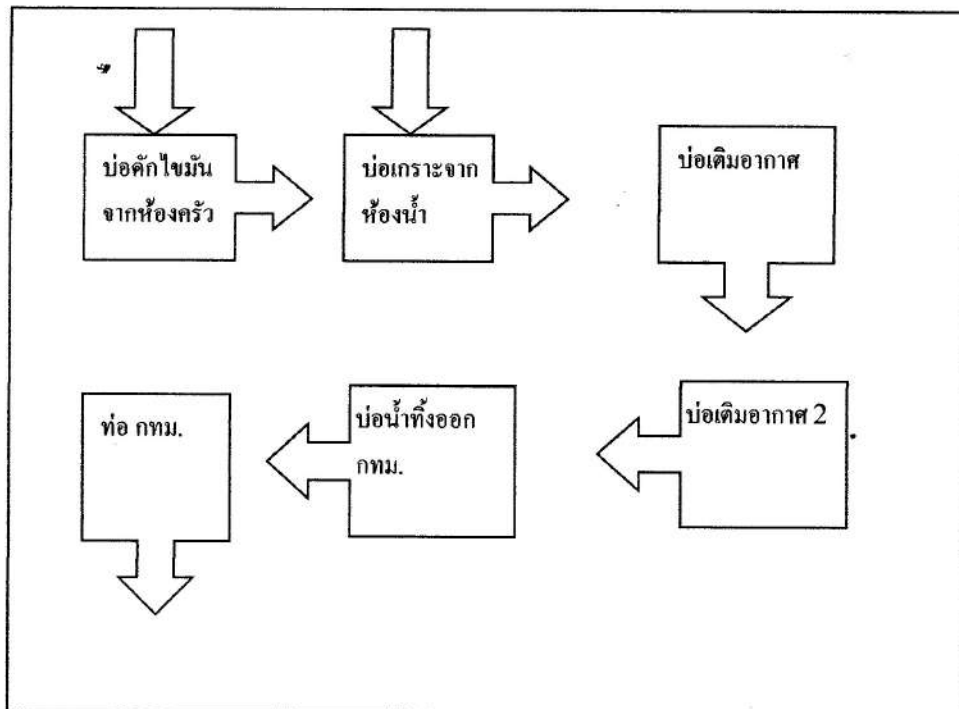 บ่อดักไขมัน
จากห้องครัว
บ่อเกราะจาก
ห้องน้ำ
บ่อเติมอากาศ
บ่อเติมอากาศ 2
บ่อน้ำทิ้งออก
กทม.
ท่อ กทม.